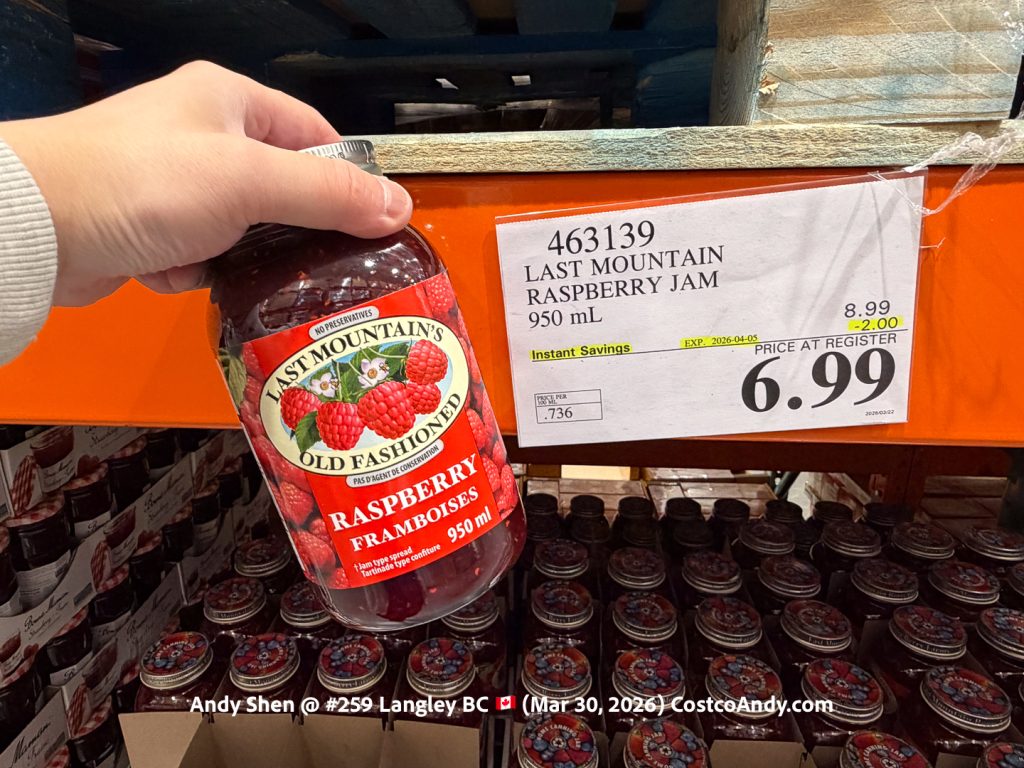 NO PRESERVATIVES
LAST MOUNTAIN'S
OLD FASHIONED
PAS D'AGENT DE CONSERVATION
RASPBERRY
FRAMBOISES
950 ml
†Jam type spread
Tartinade type confiture
463139
LAST MOUNTAIN
RASPBERRY JAM
950 mL
8.99
-2.00
Instant Savings
EXP. 2026-04-05
PRICE AT REGISTER
6.99
PRICE PER
100 ML
.736
2026/03/22
Andy Shen @ #259 Langley BC 🇨🇦 (Mar 30, 2026) CostcoAndy.com